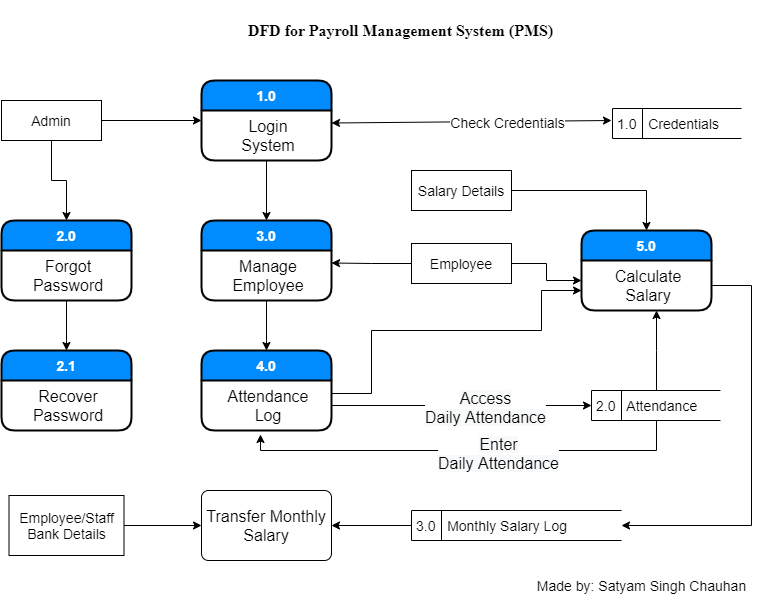 DFD for Payroll Management System (PMS)
1.0
Admin
Login
System
Check Credentials
1.0 Credentials
Salary Details
2.0
Forgot
Password
3.0
Manage
Employee
Employee
5.0
Calculate
Salary
2.1
Recover
Password
4.0
Attendance
Log
Access
Daily Attendance
2.0 Attendance
Enter
Daily Attendance
Employee/Staff
Bank Details
Transfer Monthly
Salary
3.0 Monthly Salary Log
Made by: Satyam Singh Chauhan